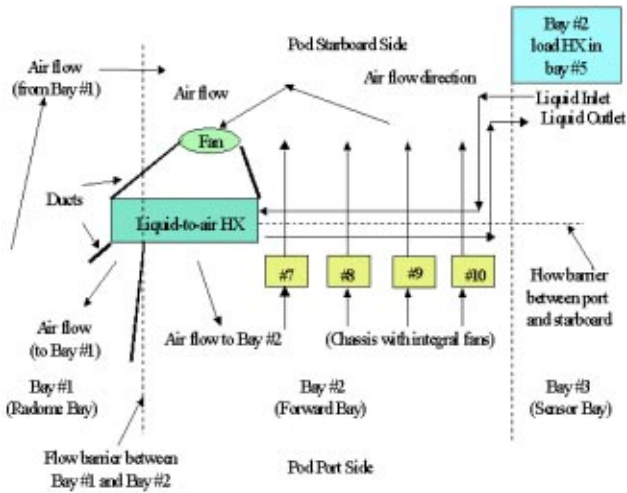 Bay #2
load HX in
bay #5
Pod Starboard Side
Air flow
(from Bay #1)
Air flow
Air flow direction
Liquid Inlet
Liquid Outlet
Fan
Ducts
Liquid-to-air HX
#7
#8
#9
#10
Flow barrier
between port
and starboard
Air flow
(to Bay #1)
Air flow to Bay #2
(Chassis with integral fans)
Bay #1
(Radome Bay)
Bay #2
(Forward Bay)
Bay #3
(Sensor Bay)
Flow barrier between
Bay #1 and Bay #2
Pod Port Side